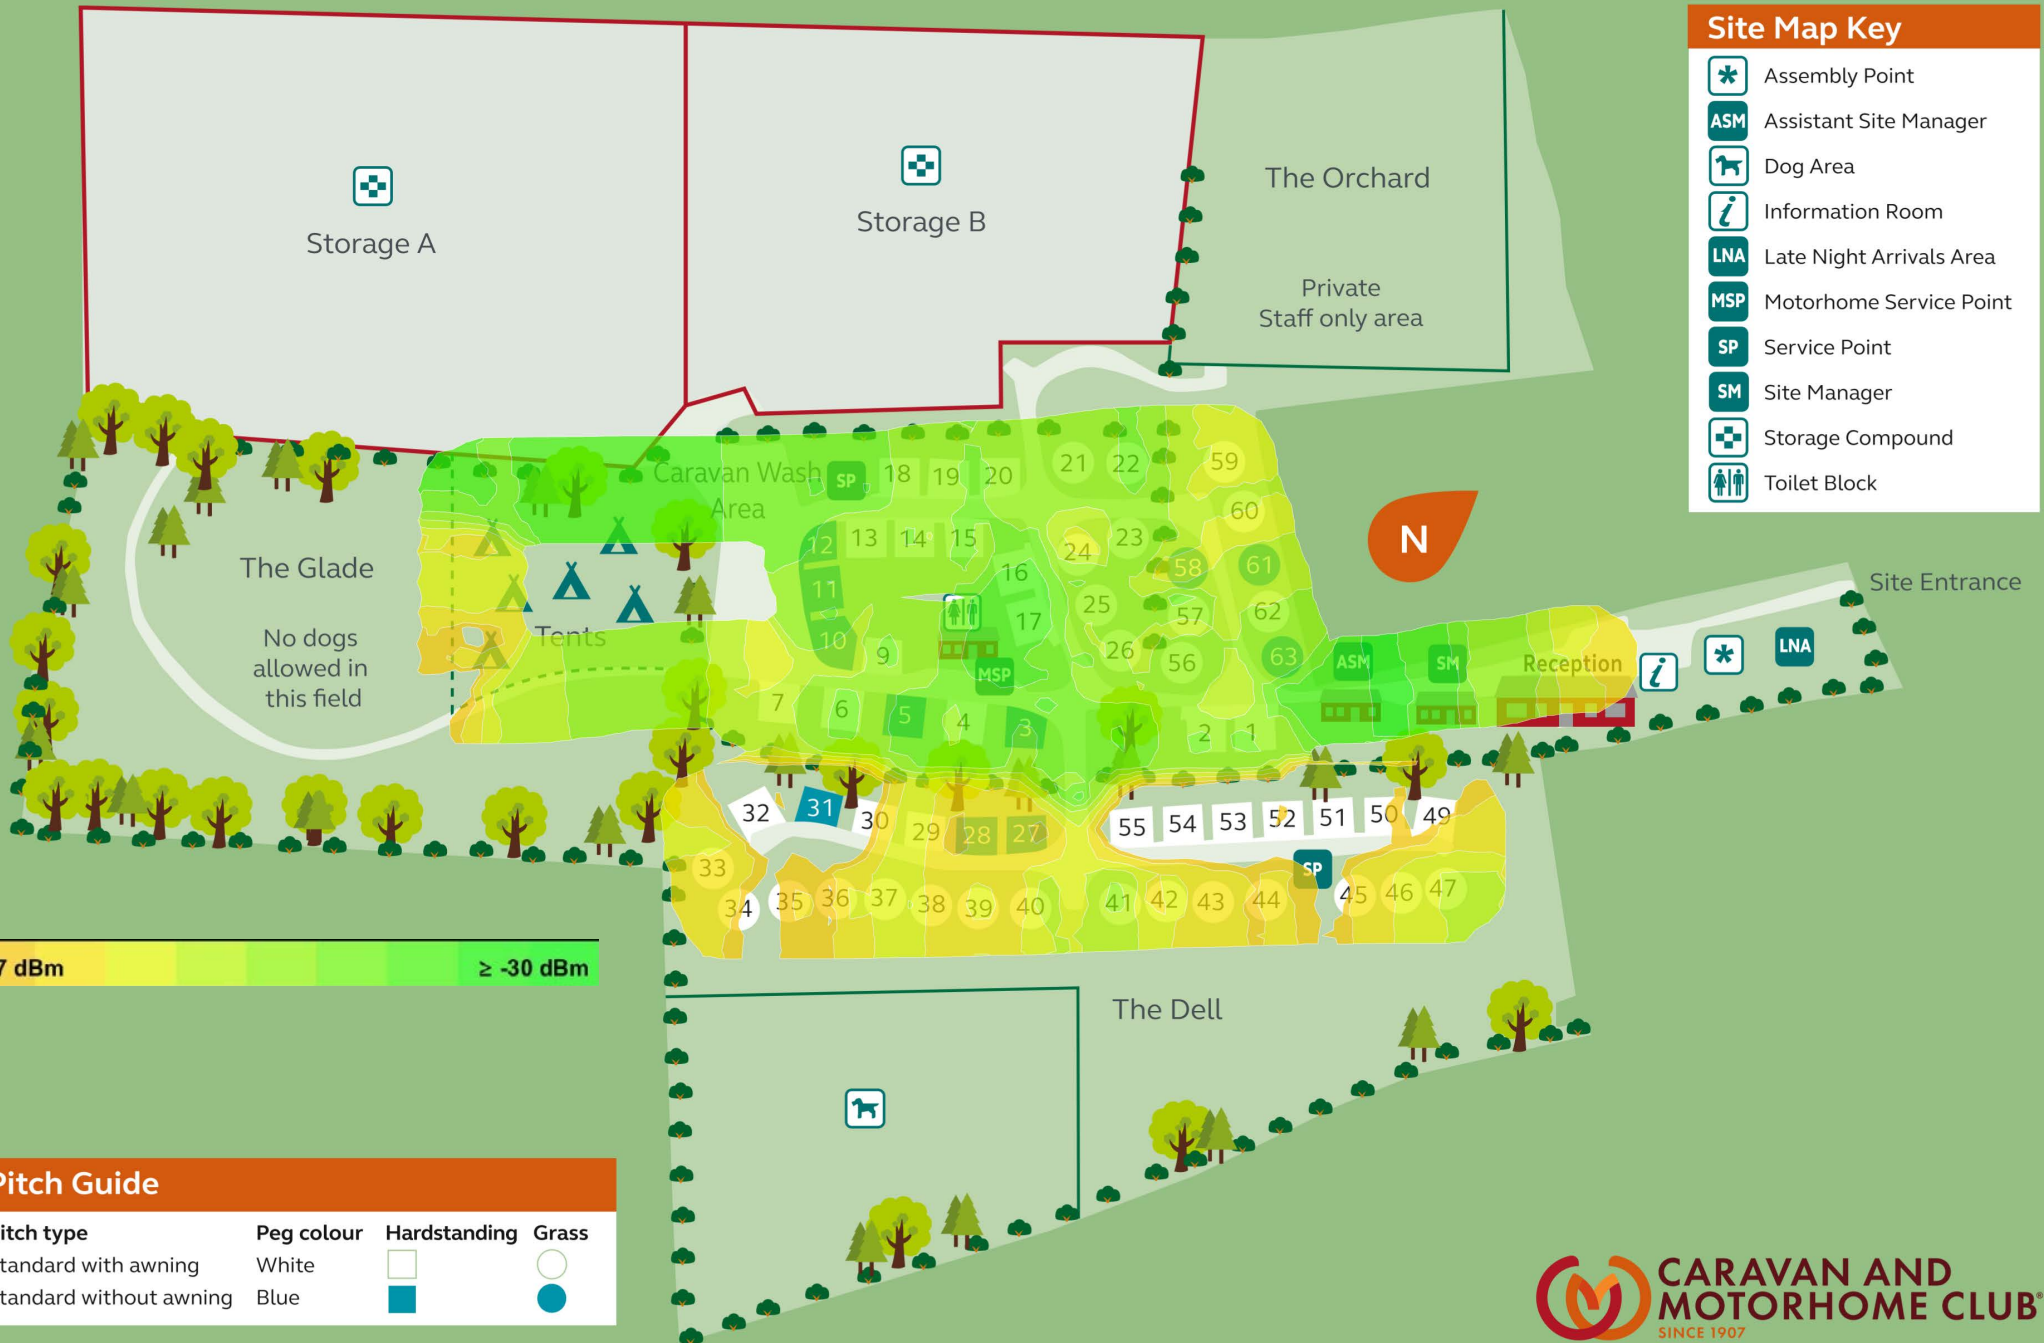 Site Map Key
Assembly Point
ASM Assistant Site Manager
Dog Area
i Information Room
LNA Late Night Arrivals Area
MSP Motorhome Service Point
SP Service Point
SM Site Manager
Storage Compound
Toilet Block
Storage A
Storage B
The Orchard
Private
Staff only area
Caravan Wash
Area
SP
18 19 20 21 22 59
60
12 13 14 15 24 23
58 61
16
11
25
57 62
17
10
9
26 56 63
MSP
ASM SM Reception
i
LNA
Site Entrance
N
The Glade
No dogs
allowed in
this field
Tents
7 6 5 4 3 2 1
32 31 30 29 28 27 55 54 53 52 51 50 49
SP
33 34 35 36 37 38 39 40 41 42 43 44 45 46 47
7 dBm ≥ -30 dBm
The Dell
Pitch Guide
itch type Peg colour Hardstanding Grass
tandard with awning White
tandard without awning Blue
CARAVAN AND
MOTORHOME CLUB®
SINCE 1907